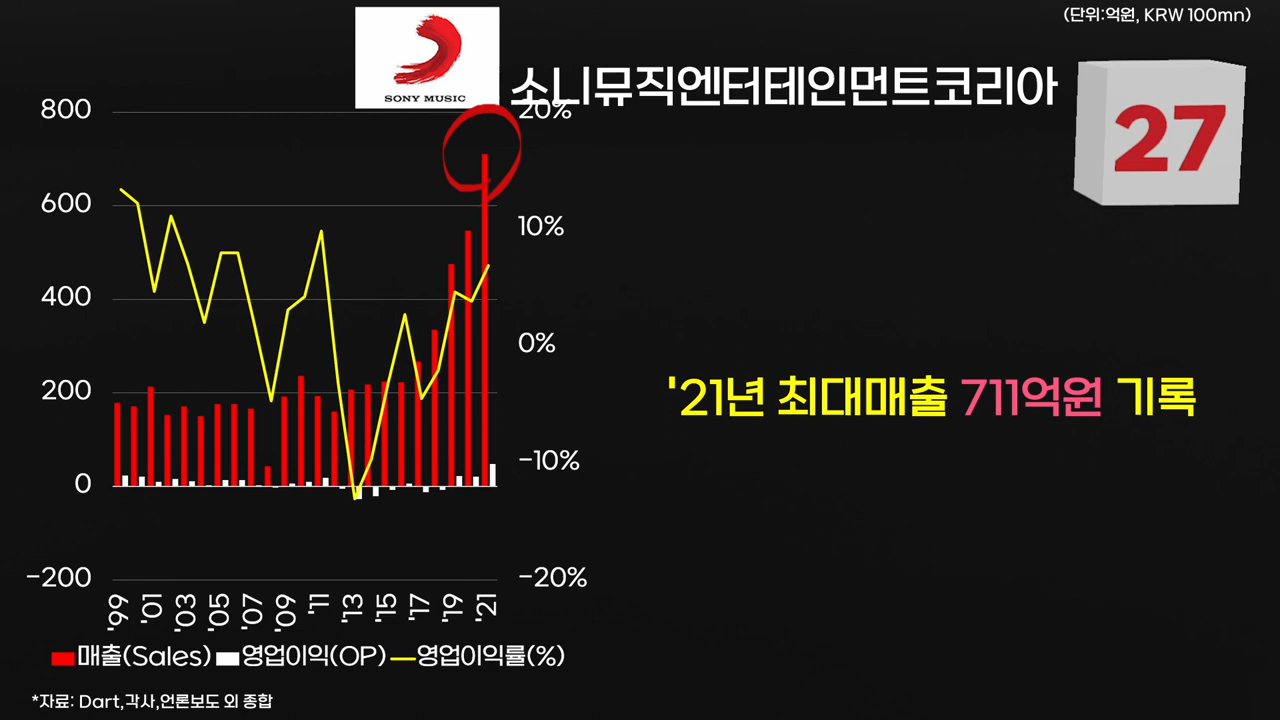 (단위:억원, KRW 100mn)
SONY MUSIC
소니뮤직엔터테인먼트코리아
27
800
600
400
200
0
-200
20%
10%
0%
-10%
-20%
'21년 최대매출 711억원 기록
'99 '01 '03 '05 '07 '09 '11 '13 '15 '17 '19 '21
매출(Sales) 영업이익(OP) 영업이익률(%)
*자료: Dart,각사,언론보도 외 종합